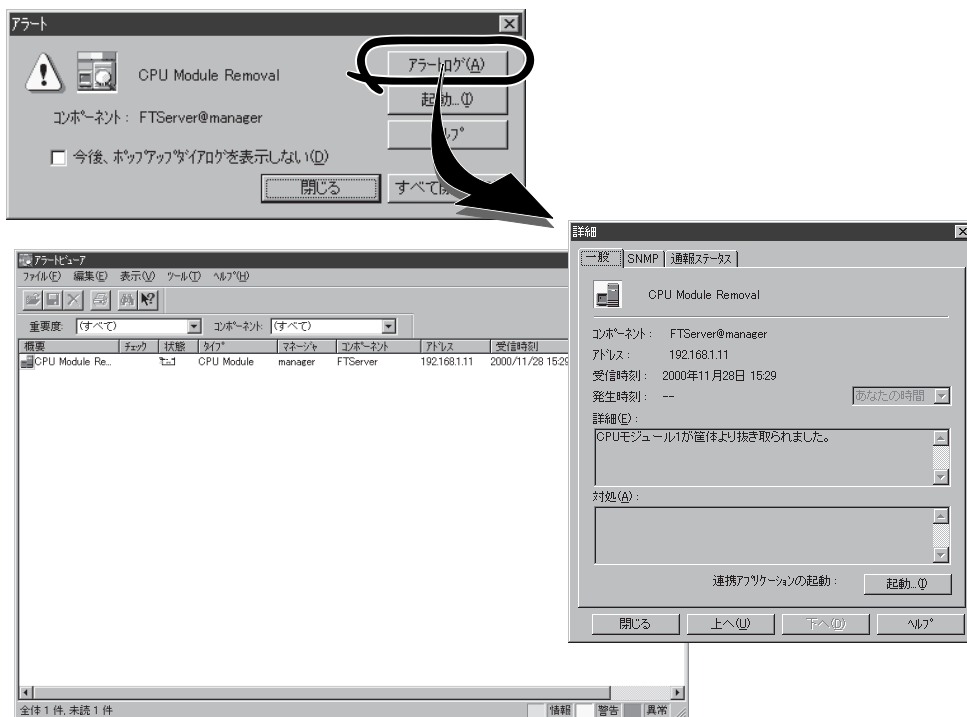 アラート
CPU Module Removal
アラートログ(A)
起動...(I)
コンポーネント： FTServer@manager
今後、ポップアップダイアログを表示しない(D)
閉じる
すべて
アラートビューア
ファイル(F) 編集(E) 表示(V) ツール(T) ヘルプ(H)
重要度: (すべて) コンポーネント: (すべて)
概要 チェック 状態 タイプ マネージャ コンポーネント アドレス 受信時刻
CPU Module Re... CPU Module manager FTServer 192.168.1.11 2000/11/28 15:29
全体 1 件, 未読 1 件
情報 警告 異常
詳細
一般 SNMP 通報ステータス
CPU Module Removal
コンポーネント： FTServer@manager
アドレス： 192.168.1.11
受信時刻： 2000年11月28日 15:29
発生時刻： --
あなたの時間
詳細(E)：
CPUモジュール1が筐体より抜き取られました。
対処(A)：
連携アプリケーションの起動： 起動...(I)
閉じる 上へ(U) 下へ(D) ヘルプ